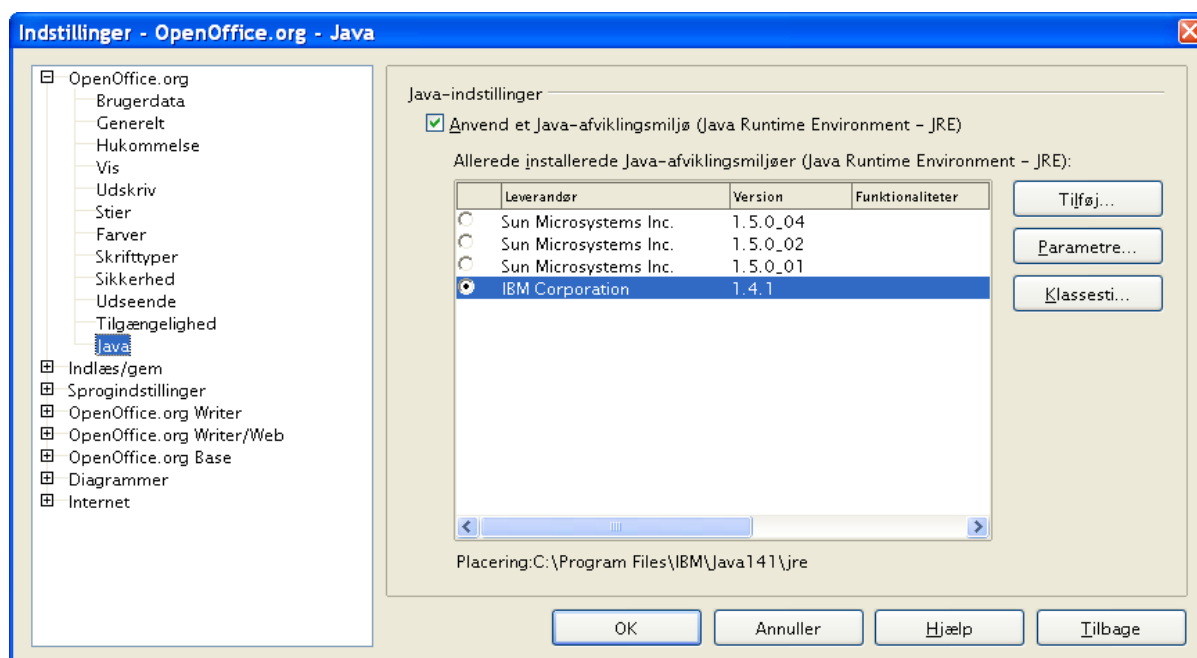 Indstillinger - OpenOffice.org - Java
OpenOffice.org
Brugerdata
Generelt
Hukommelse
Vis
Udskriv
Stier
Farver
Skrifttyper
Sikkerhed
Udseende
Tilgængelighed
Java
Indlæs/gem
Sprogindstillinger
OpenOffice.org Writer
OpenOffice.org Writer/Web
OpenOffice.org Base
Diagrammer
Internet
Java-indstillinger
Anvend et Java-afviklingsmiljø (Java Runtime Environment - JRE)
Allerede installerede Java-afviklingsmiljøer (Java Runtime Environment - JRE):
Leverandør Version Funktionaliteter
Sun Microsystems Inc. 1.5.0_04
Sun Microsystems Inc. 1.5.0_02
Sun Microsystems Inc. 1.5.0_01
IBM Corporation 1.4.1
Tilføj...
Parametre...
Klassesti...
Placering:C:\Program Files\IBM\Java141\jre
OK Annuller Hjælp Tilbage